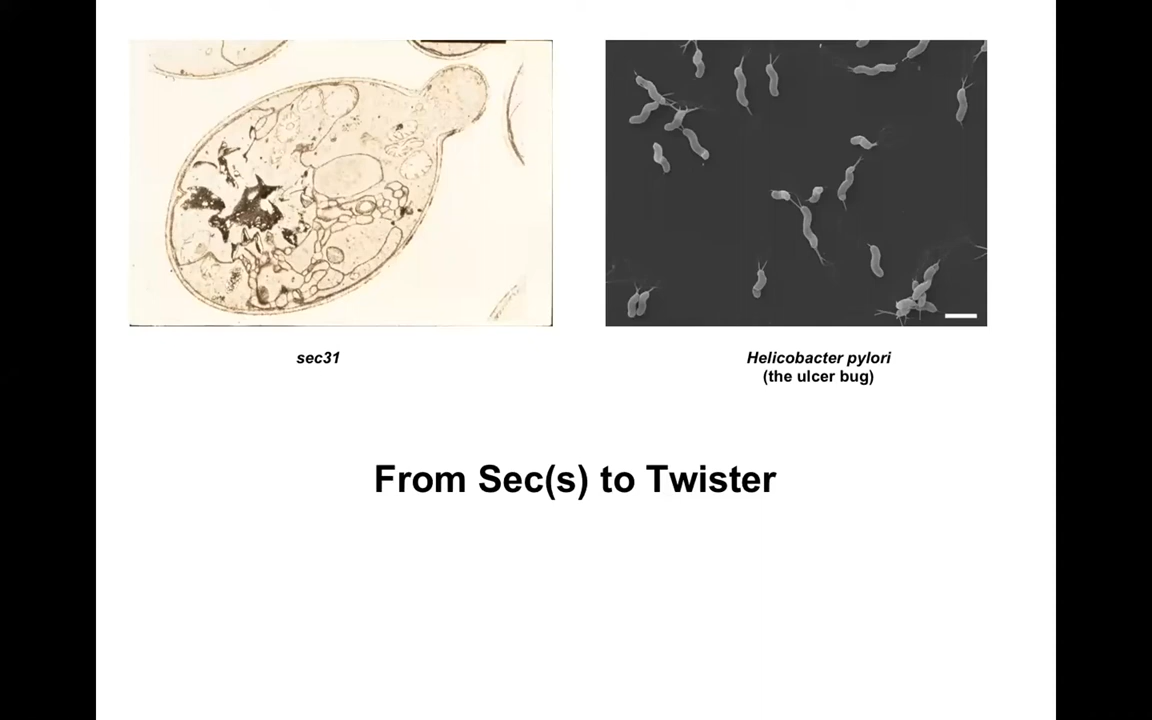 sec31
Helicobacter pylori
(the ulcer bug)
From Sec(s) to Twister